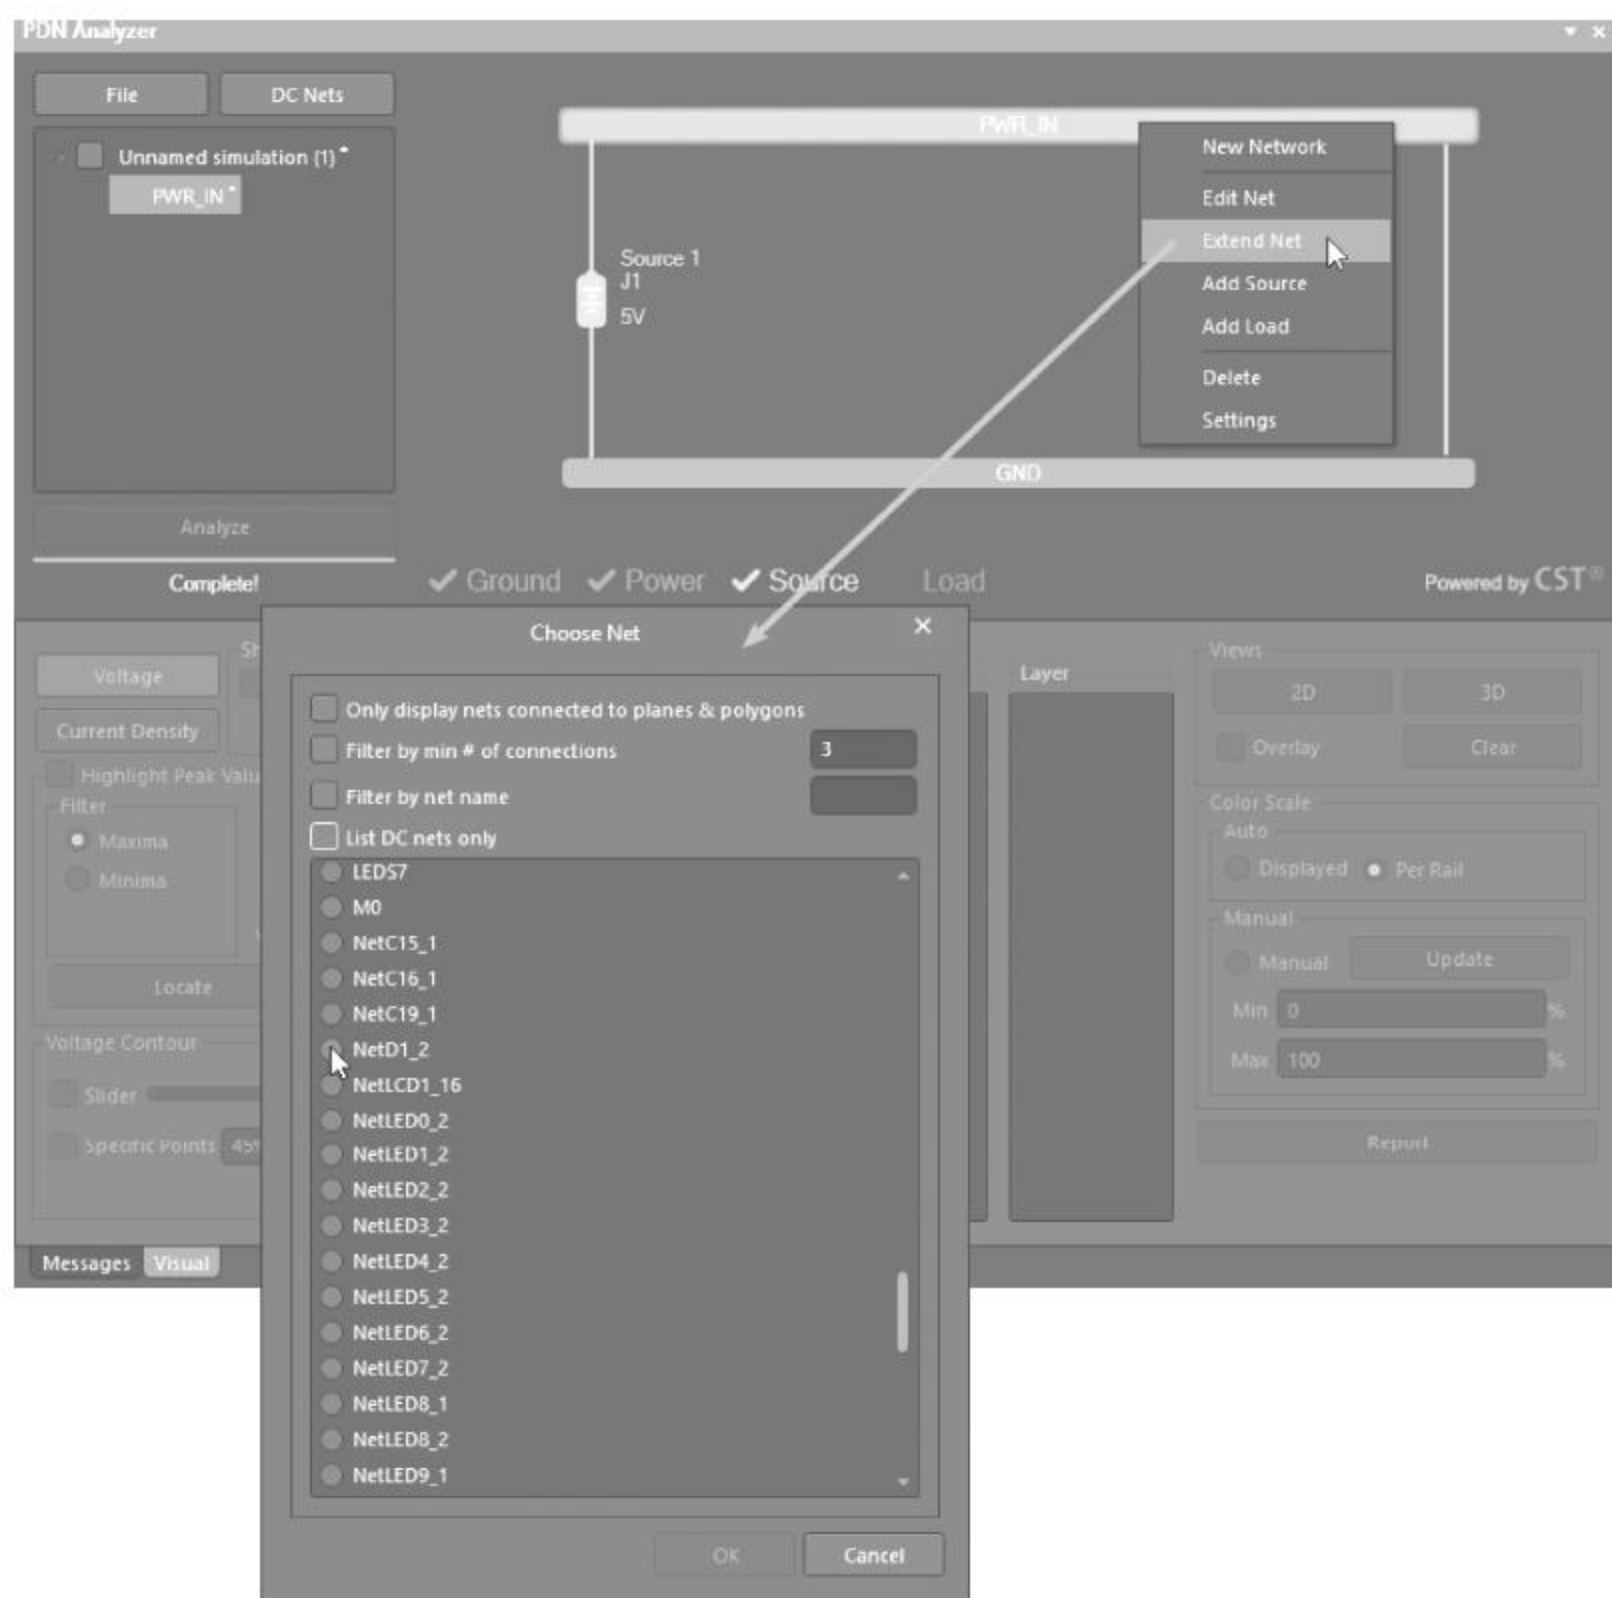 PDN Analyzer
File
DC Nets
Unnamed simulation (1)*
PWR_IN*
Analyze
Complete!
PWR_IN
Source 1
J1
5V
GND
New Network
Edit Net
Extend Net
Add Source
Add Load
Delete
Settings
Ground
Power
Source
Load
Powered by CST®
Voltage
Current Density
Highlight Peak Valu
Filter
Maxima
Minima
Locate
Voltage Contour
Slider
Specific Points
Messages
Visual
Choose Net
Only display nets connected to planes & polygons
Filter by min # of connections
3
Filter by net name
List DC nets only
LEDS7
M0
NetC15_1
NetC16_1
NetC19_1
NetD1_2
NetLCD1_16
NetLED0_2
NetLED1_2
NetLED2_2
NetLED3_2
NetLED4_2
NetLED5_2
NetLED6_2
NetLED7_2
NetLED8_1
NetLED8_2
NetLED9_1
OK
Cancel
Layer
Views
2D
3D
Overlay
Clear
Color Scale
Auto
Displayed
Per Rail
Manual
Manual
Update
Min 0 %
Max 100 %
Report